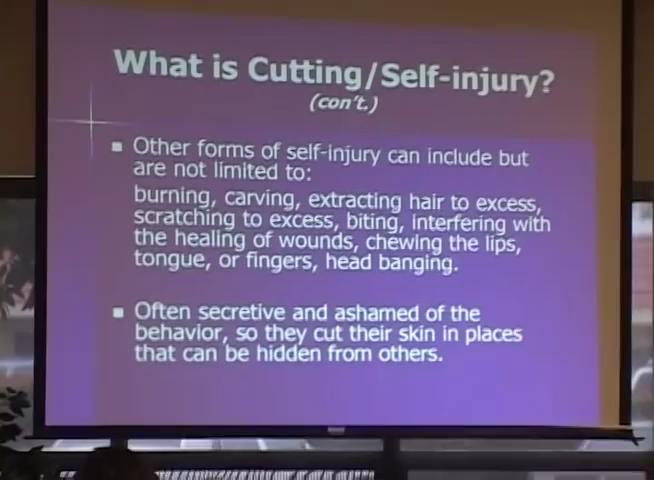 What is Cutting/Self-injury?
(con't.)
Other forms of self-injury can include but
are not limited to:
burning, carving, extracting hair to excess,
scratching to excess, biting, interfering with
the healing of wounds, chewing the lips,
tongue, or fingers, head banging.
Often secretive and ashamed of the
behavior, so they cut their skin in places
that can be hidden from others.